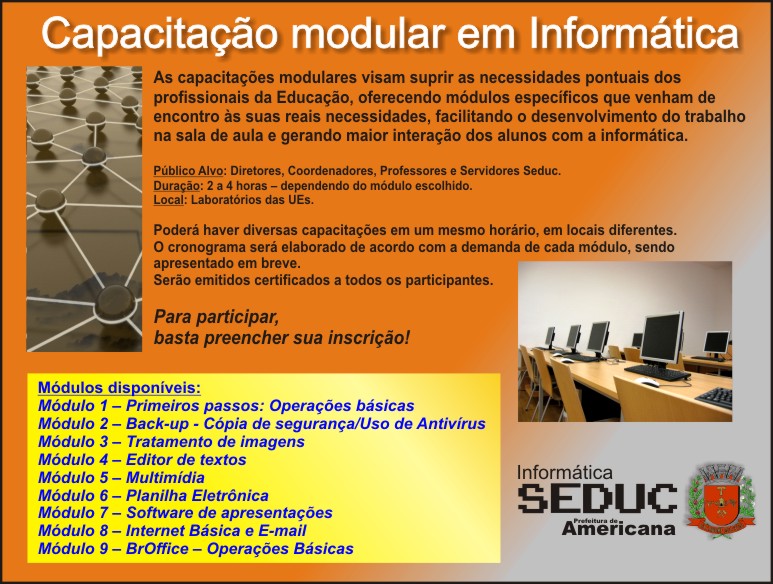 Capacitação modular em Informática
As capacitações modulares visam suprir as necessidades pontuais dos
profissionais da Educação, oferecendo módulos específicos que venham de
encontro às suas reais necessidades, facilitando o desenvolvimento do trabalho
na sala de aula e gerando maior interação dos alunos com a informática.
Público Alvo: Diretores, Coordenadores, Professores e Servidores Seduc.
Duração: 2 a 4 horas – dependendo do módulo escolhido.
Local: Laboratórios das UEs.
Poderá haver diversas capacitações em um mesmo horário, em locais diferentes.
O cronograma será elaborado de acordo com a demanda de cada módulo, sendo
apresentado em breve.
Serão emitidos certificados a todos os participantes.
Para participar,
basta preencher sua inscrição!
Módulos disponíveis:
Módulo 1 – Primeiros passos: Operações básicas
Módulo 2 – Back-up - Cópia de segurança/Uso de Antivírus
Módulo 3 – Tratamento de imagens
Módulo 4 – Editor de textos
Módulo 5 – Multimídia
Módulo 6 – Planilha Eletrônica
Módulo 7 – Software de apresentações
Módulo 8 – Internet Básica e E-mail
Módulo 9 – BrOffice – Operações Básicas
Informática
SEDUC
Prefeitura de
Americana